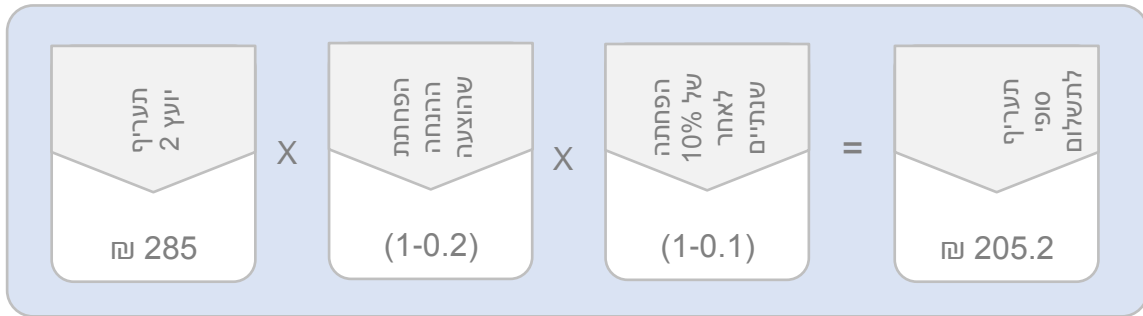 תעריף
יועץ 2
₪ 285
X
הפחתת
ההנחה
שהוצעה
(1-0.2)
X
הפחתה
של 10%
לאחר
שנתיים
(1-0.1)
=
תעריף
סופי
לתשלום
₪ 205.2